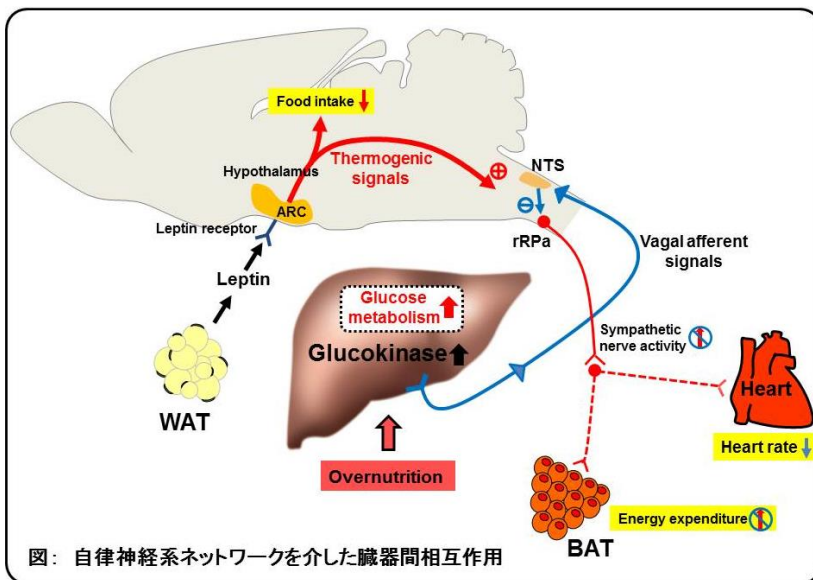 Food intake
Hypothalamus
Thermogenic
signals
NTS
ARC
Leptin receptor
rRPa
Vagal afferent
signals
Leptin
Glucose
metabolism
Glucokinase
Sympathetic
nerve activity
WAT
Heart
Heart rate
Overnutrition
Energy expenditure
BAT
図: 自律神経系ネットワークを介した臓器間相互作用